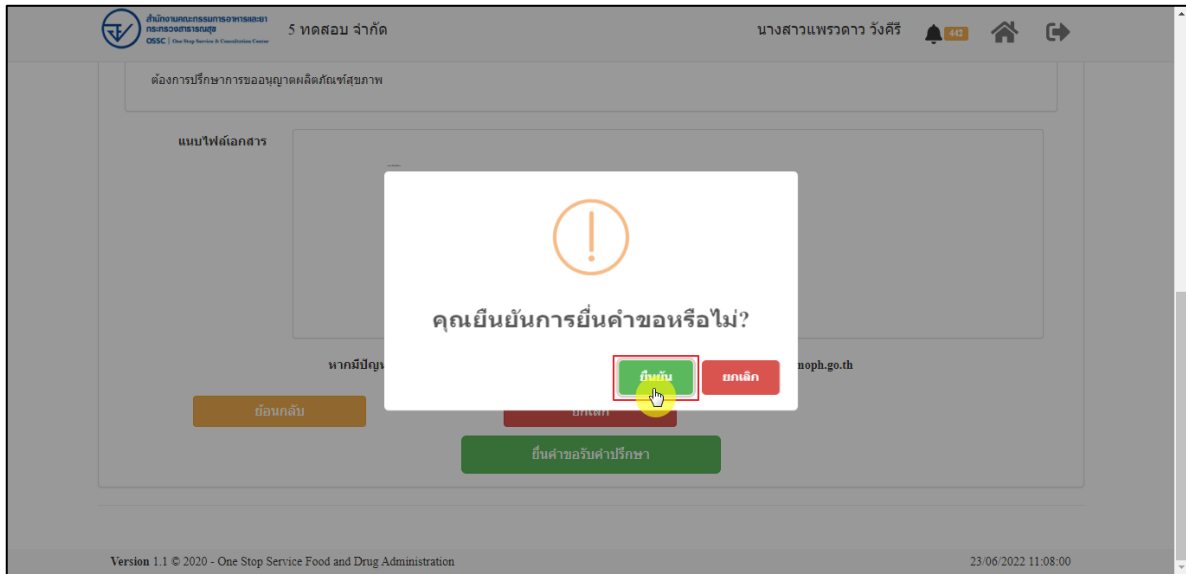 สำนักงานคณะกรรมการอาหารและยา
กระทรวงสาธารณสุข
OSSC | One Stop Service & Consultation Center
5 ทดสอบ จำกัด
นางสาวแพรวดาว วังคีรี
442
ต้องการปรึกษาการขออนุญาตผลิตภัณฑ์สุขภาพ
แนบไฟล์เอกสาร
คุณยืนยันการยื่นคำขอหรือไม่?
ยืนยัน
ยกเลิก
หากมีปัญห
moph.go.th
ย้อนกลับ
ยกเลิก
ยื่นคำขอรับคำปรึกษา
Version 1.1 © 2020 - One Stop Service Food and Drug Administration
23/06/2022 11:08:00